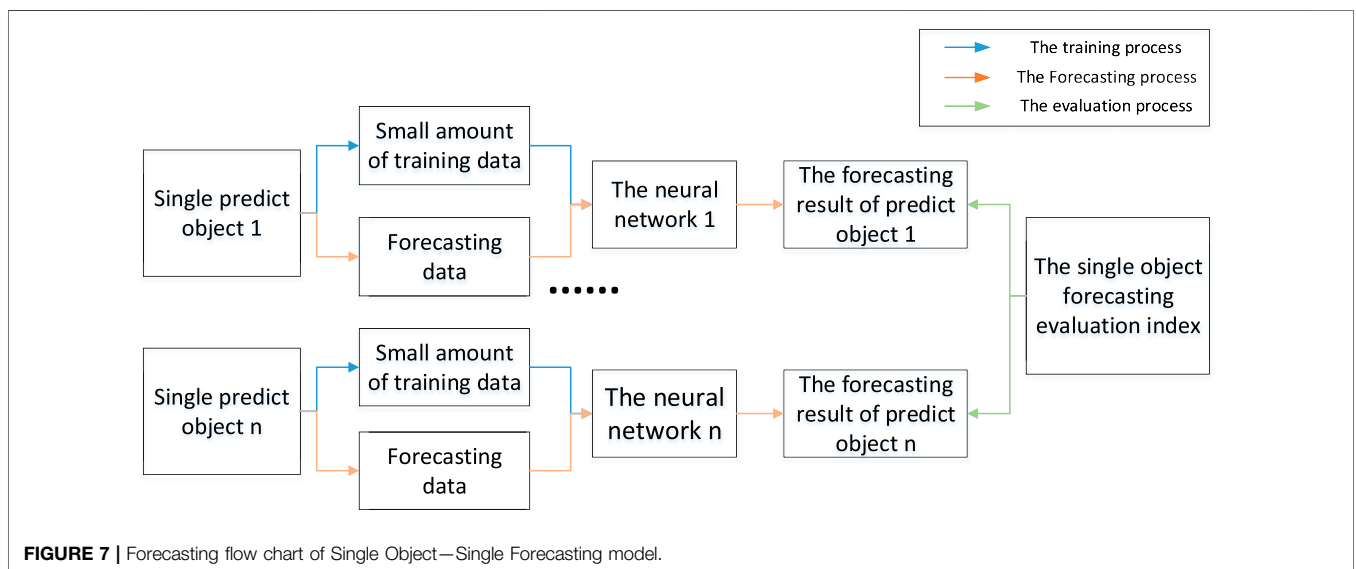 The training process
The Forecasting process
The evaluation process
Single predict
object 1
Small amount
of training data
Forecasting
data
The neural
network 1
The forecasting
result of predict
object 1
The single object
forecasting
evaluation index
......
Single predict
object n
Small amount
of training data
Forecasting
data
The neural
network n
The forecasting
result of predict
object n
FIGURE 7 | Forecasting flow chart of Single Object—Single Forecasting model.